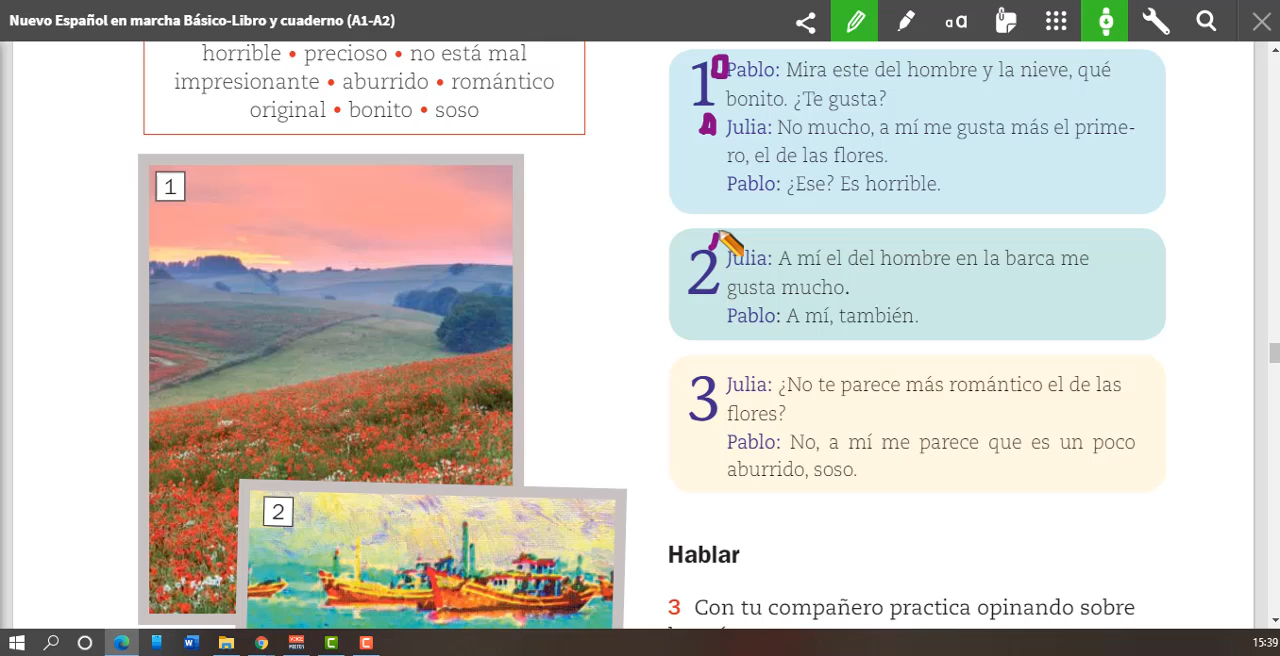 Nuevo Español en marcha Básico-Libro y cuaderno (A1-A2)
aA
horrible • precioso • no está mal
impresionante • aburrido • romántico
original • bonito • soso
1
2
1 Pablo: Mira este del hombre y la nieve, qué
bonito. ¿Te gusta?
Julia: No mucho, a mí me gusta más el prime-
ro, el de las flores.
Pablo: ¿Ese? Es horrible.
2 Julia: A mí el del hombre en la barca me
gusta mucho.
Pablo: A mí, también.
3 Julia: ¿No te parece más romántico el de las
flores?
Pablo: No, a mí me parece que es un poco
aburrido, soso.
Hablar
3 Con tu compañero practica opinando sobre
15:39